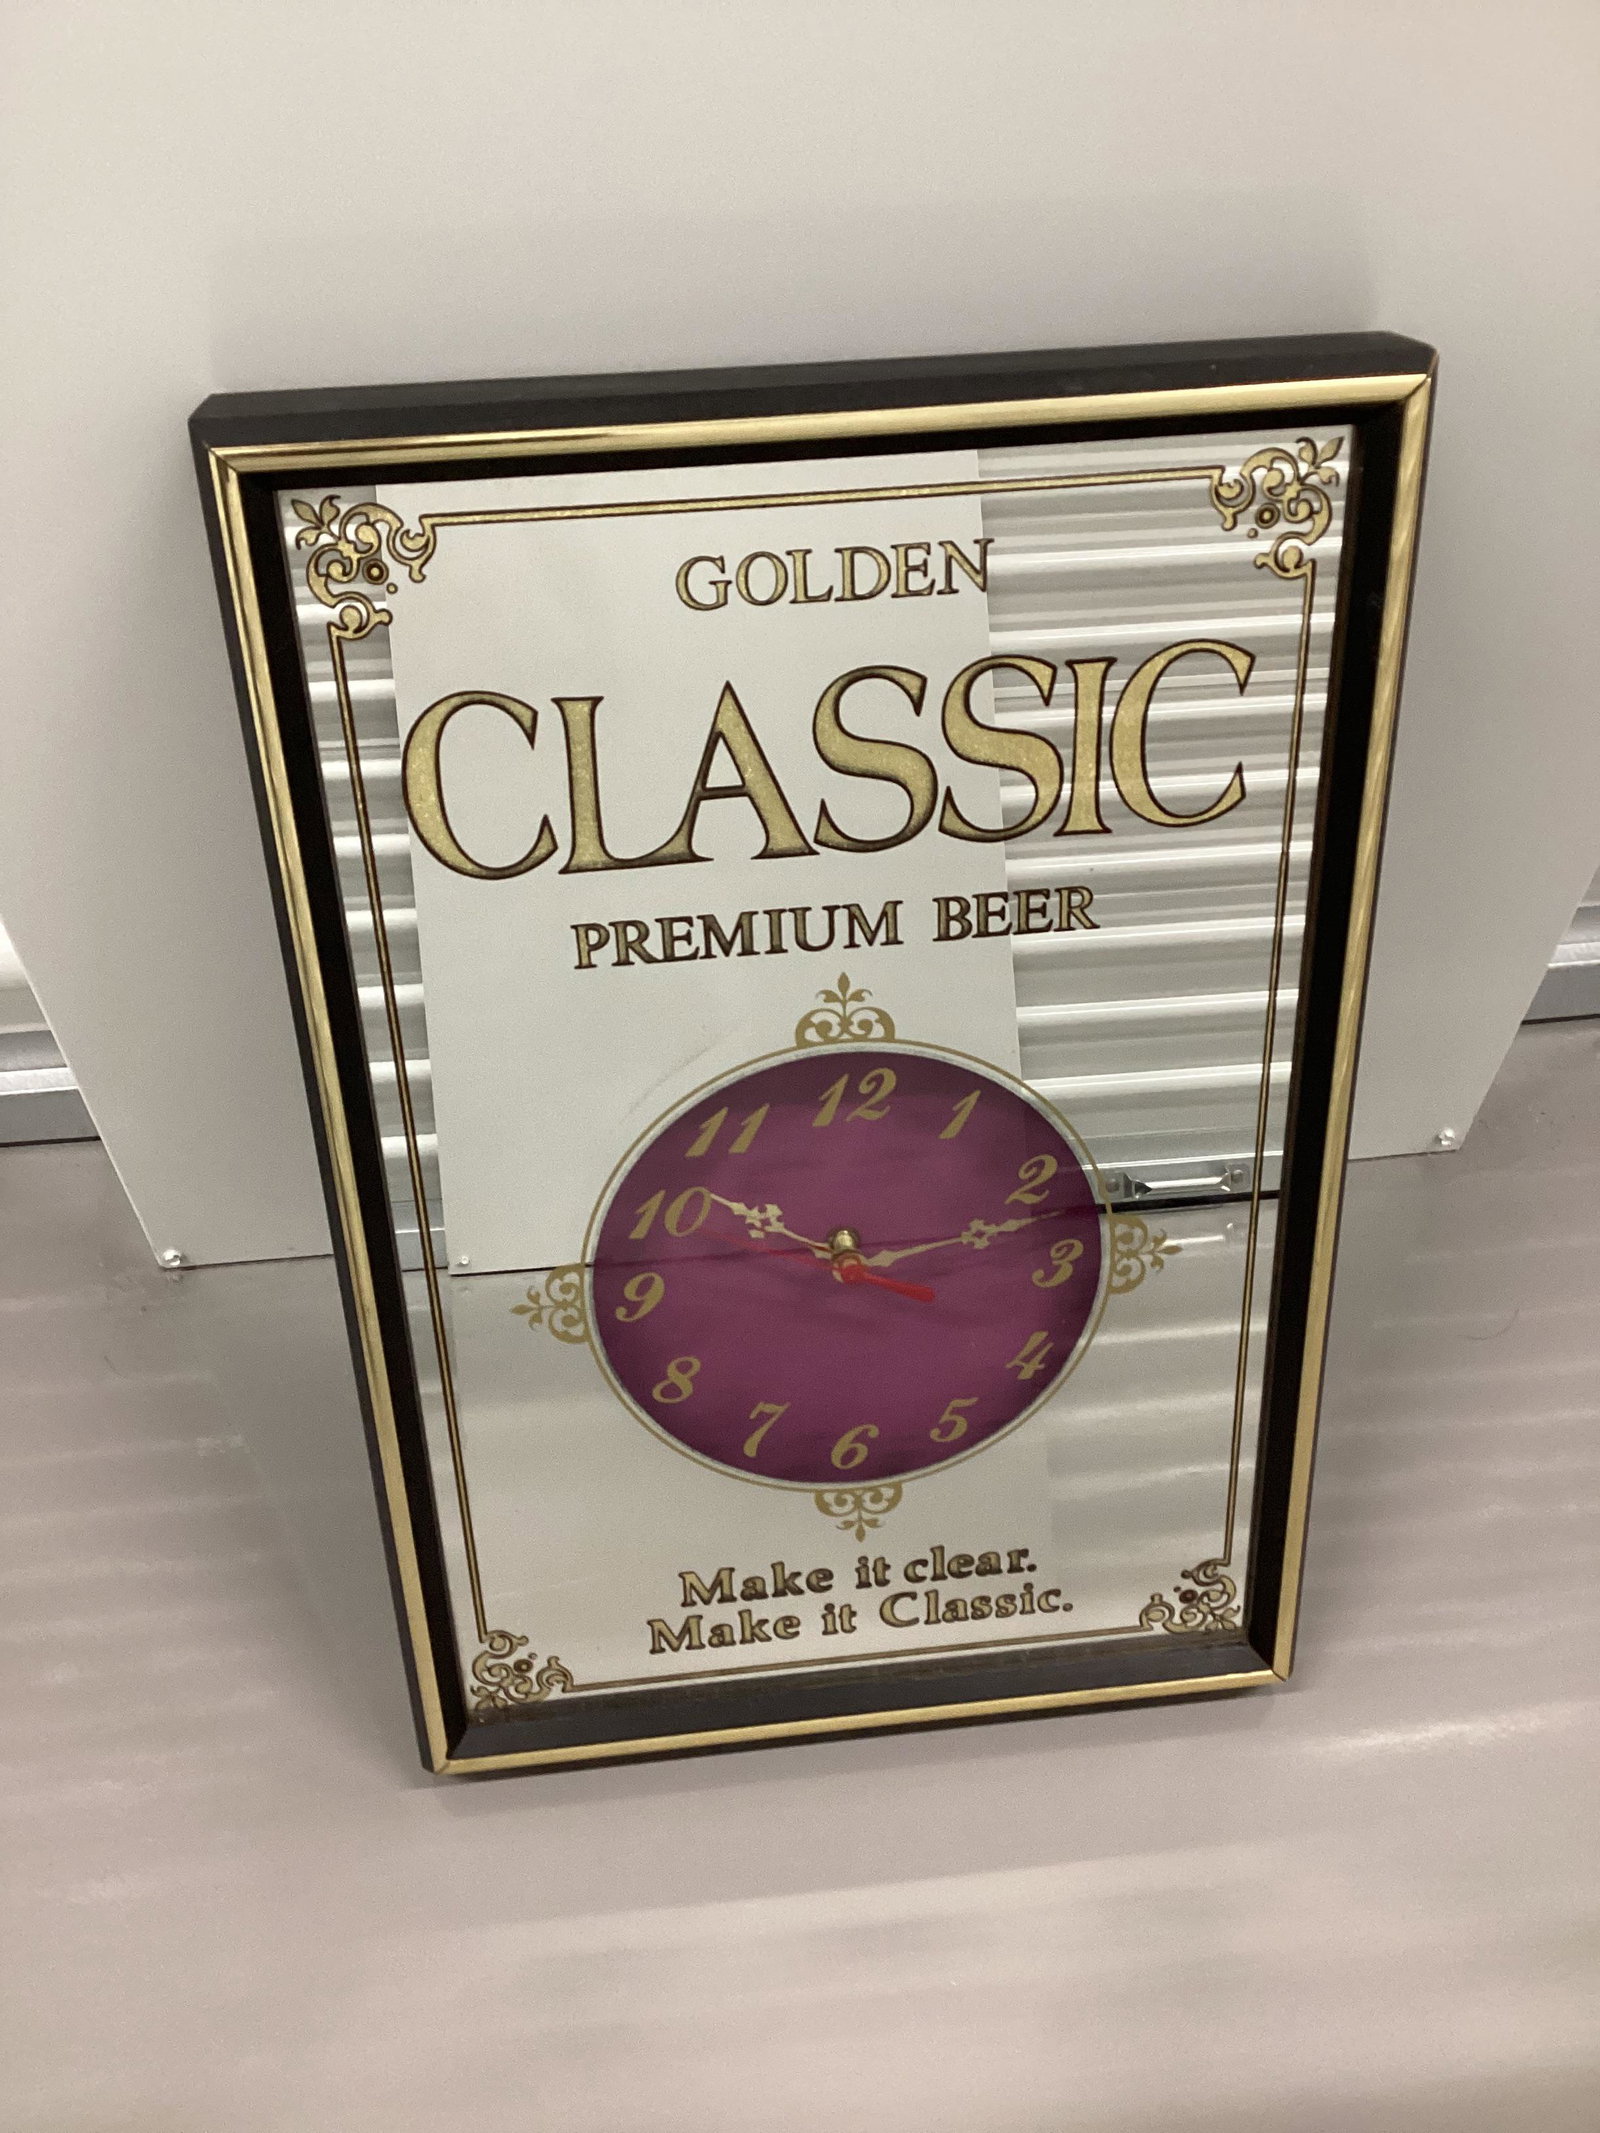 GOLDEN
CLASSIC
PREMIUM BEER
12
11 1
10 2
9 3
8 4
7 5
6
Make it clear.
Make it Classic.